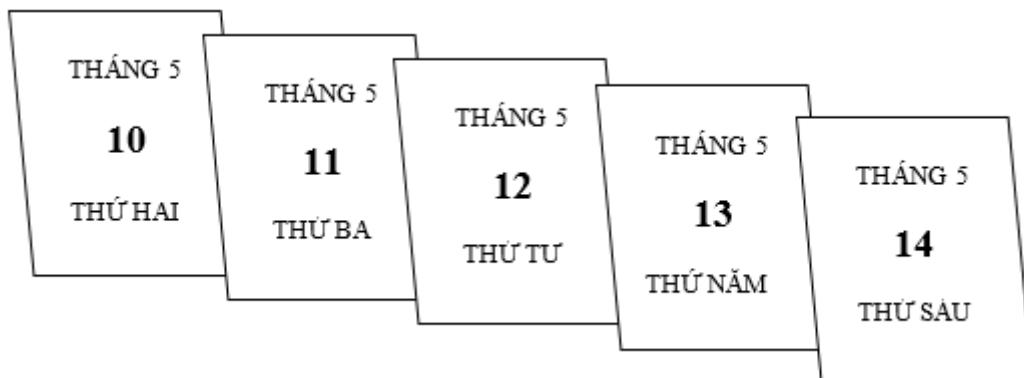 THÁNG 5
10
THỨ HAI
THÁNG 5
11
THỨ BA
THÁNG 5
12
THỨ TƯ
THÁNG 5
13
THỨ NĂM
THÁNG 5
14
THỨ SÁU